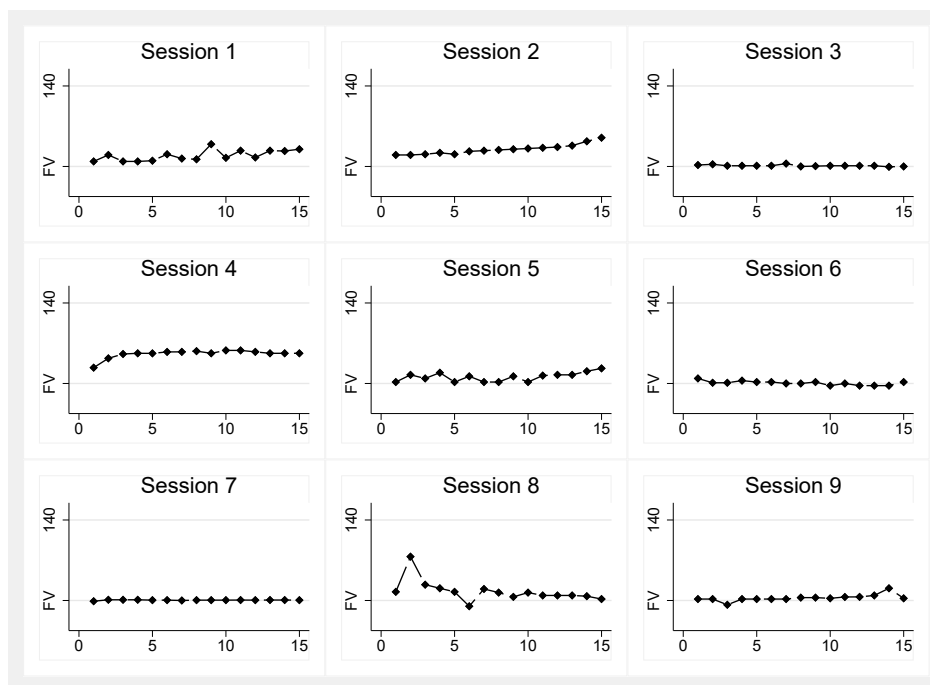 Session 1
140
FV
0 5 10 15
Session 2
140
FV
0 5 10 15
Session 3
140
FV
0 5 10 15
Session 4
140
FV
0 5 10 15
Session 5
140
FV
0 5 10 15
Session 6
140
FV
0 5 10 15
Session 7
140
FV
0 5 10 15
Session 8
140
FV
0 5 10 15
Session 9
140
FV
0 5 10 15